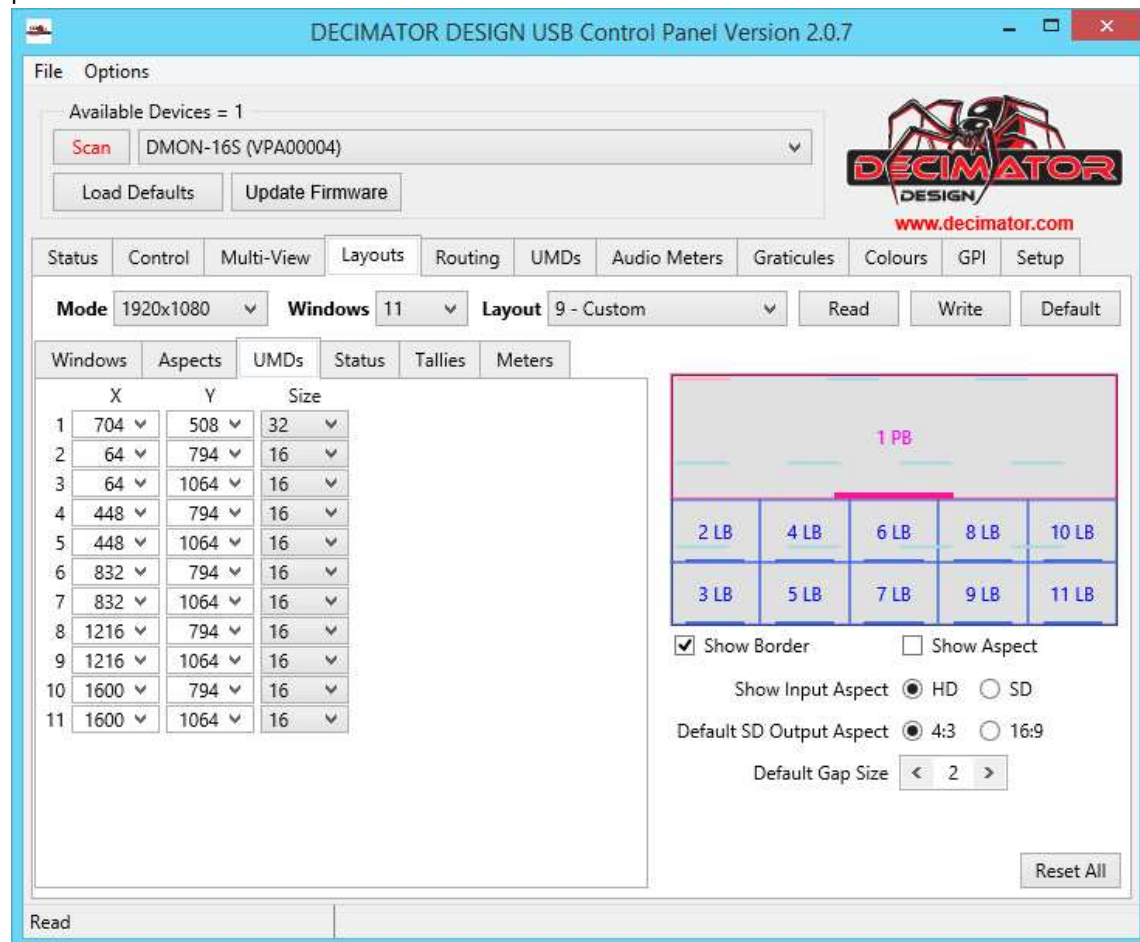 DECIMATOR DESIGN USB Control Panel Version 2.0.7
File Options
Available Devices = 1
Scan DMON-16S (VPA00004)
Load Defaults Update Firmware
DECIMATOR
DESIGN
www.decimator.com
Status Control Multi-View Layouts Routing UMDs Audio Meters Graticules Colours GPI Setup
Mode 1920x1080 Windows 11 Layout 9 - Custom Read Write Default
Windows Aspects UMDs Status Tallies Meters
X Y Size
1 704 508 32
2 64 794 16
3 64 1064 16
4 448 794 16
5 448 1064 16
6 832 794 16
7 832 1064 16
8 1216 794 16
9 1216 1064 16
10 1600 794 16
11 1600 1064 16
1 PB
2 LB 4 LB 6 LB 8 LB 10 LB
3 LB 5 LB 7 LB 9 LB 11 LB
Show Border Show Aspect
Show Input Aspect HD SD
Default SD Output Aspect 4:3 16:9
Default Gap Size < 2 >
Reset All
Read